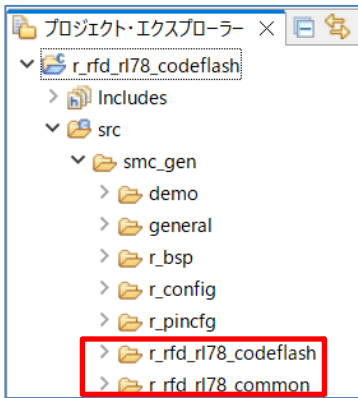 プロジェクト・エクスプローラー
r_rfd_rl78_codeflash
Includes
src
smc_gen
demo
general
r_bsp
r_config
r_pincfg
r_rfd_rl78_codeflash
r_rfd_rl78_common